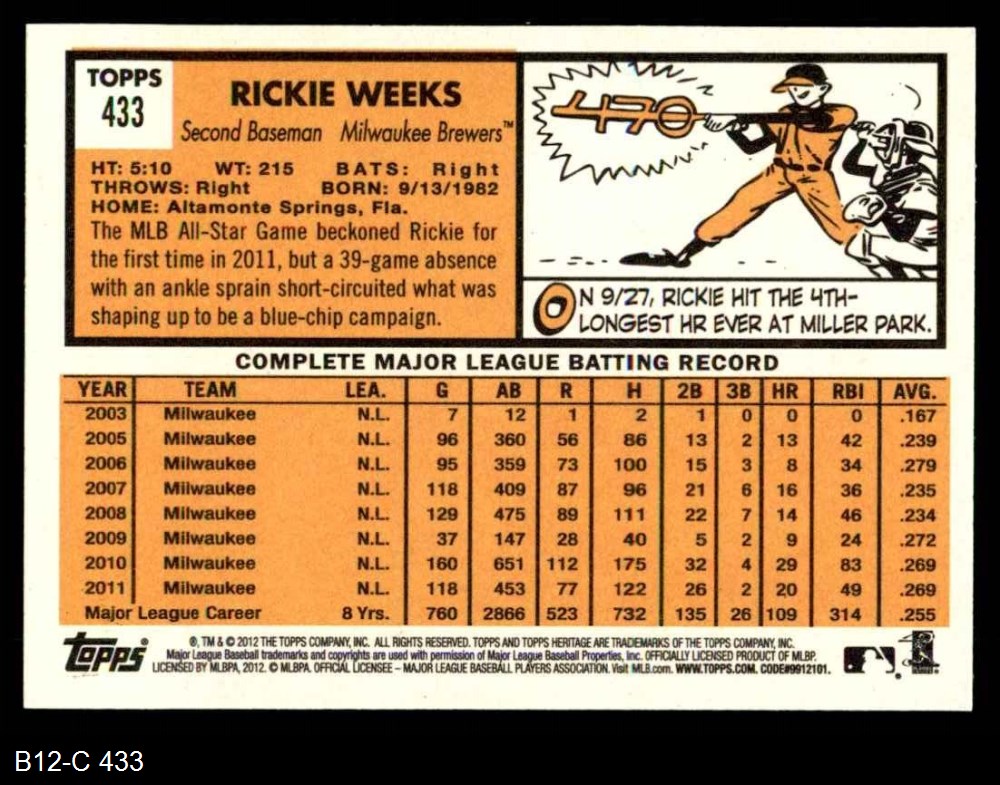 TOPPS
433
RICKIE WEEKS
Second Baseman Milwaukee Brewers™
HT: 5:10 WT: 215 BATS: Right
THROWS: Right BORN: 9/13/1982
HOME: Altamonte Springs, Fla.
The MLB All-Star Game beckoned Rickie for
the first time in 2011, but a 39-game absence
with an ankle sprain short-circuited what was
shaping up to be a blue-chip campaign.
470
ON 9/27, RICKIE HIT THE 4TH-
LONGEST HR EVER AT MILLER PARK.
COMPLETE MAJOR LEAGUE BATTING RECORD
YEAR TEAM LEA. G AB R H 2B 3B HR RBI AVG.
2003 Milwaukee N.L. 7 12 1 2 1 0 0 0 .167
2005 Milwaukee N.L. 96 360 56 86 13 2 13 42 .239
2006 Milwaukee N.L. 95 359 73 100 15 3 8 34 .279
2007 Milwaukee N.L. 118 409 87 96 21 6 16 36 .235
2008 Milwaukee N.L. 129 475 89 111 22 7 14 46 .234
2009 Milwaukee N.L. 37 147 28 40 5 2 9 24 .272
2010 Milwaukee N.L. 160 651 112 175 32 4 29 83 .269
2011 Milwaukee N.L. 118 453 77 122 26 2 20 49 .269
Major League Career 8 Yrs. 760 2866 523 732 135 26 109 314 .255
Topps®
®, TM & © 2012 THE TOPPS COMPANY, INC. ALL RIGHTS RESERVED. TOPPS AND TOPPS HERITAGE ARE TRADEMARKS OF THE TOPPS COMPANY, INC.
Major League Baseball trademarks and copyrights are used with permission of Major League Baseball Properties, Inc. OFFICIALLY LICENSED PRODUCT OF MLBP.
LICENSED BY MLBPA, 2012. © MLBPA. OFFICIAL LICENSEE – MAJOR LEAGUE BASEBALL PLAYERS ASSOCIATION. Visit MLB.com. WWW.TOPPS.COM. CODE#9912101.
B12-C 433